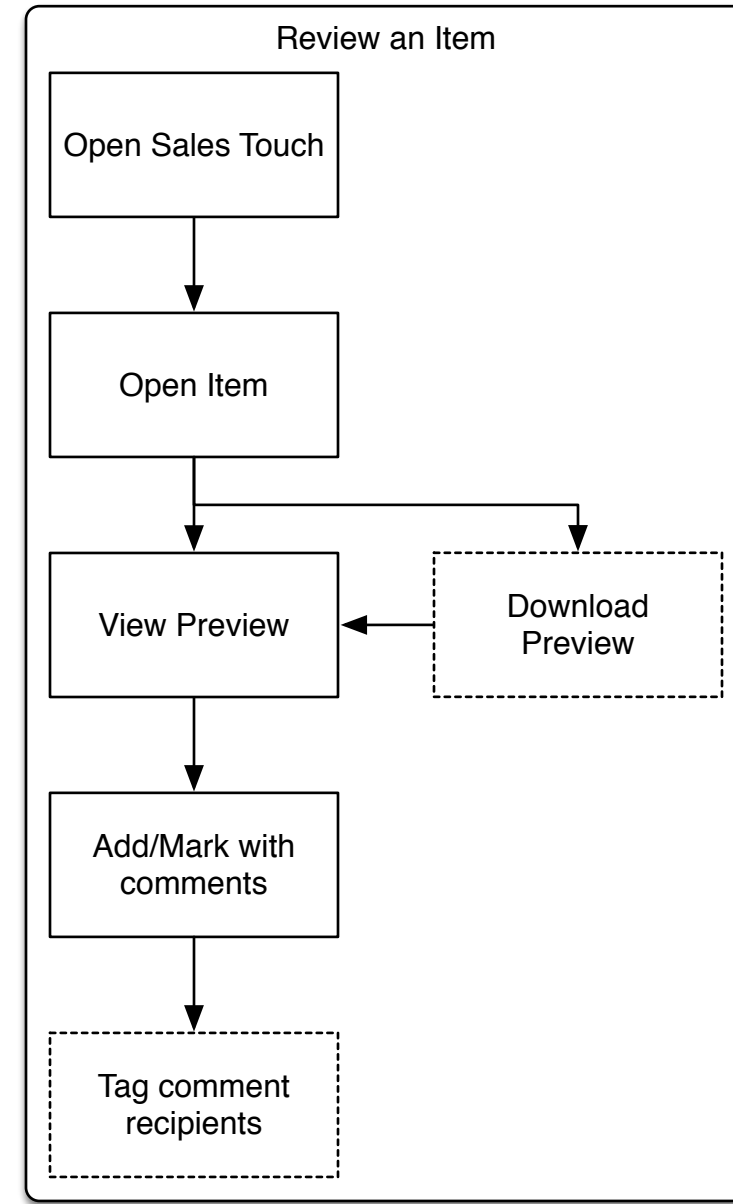 Review an Item
Open Sales Touch
Open Item
View Preview
Download
Preview
Add/Mark with
comments
Tag comment
recipients